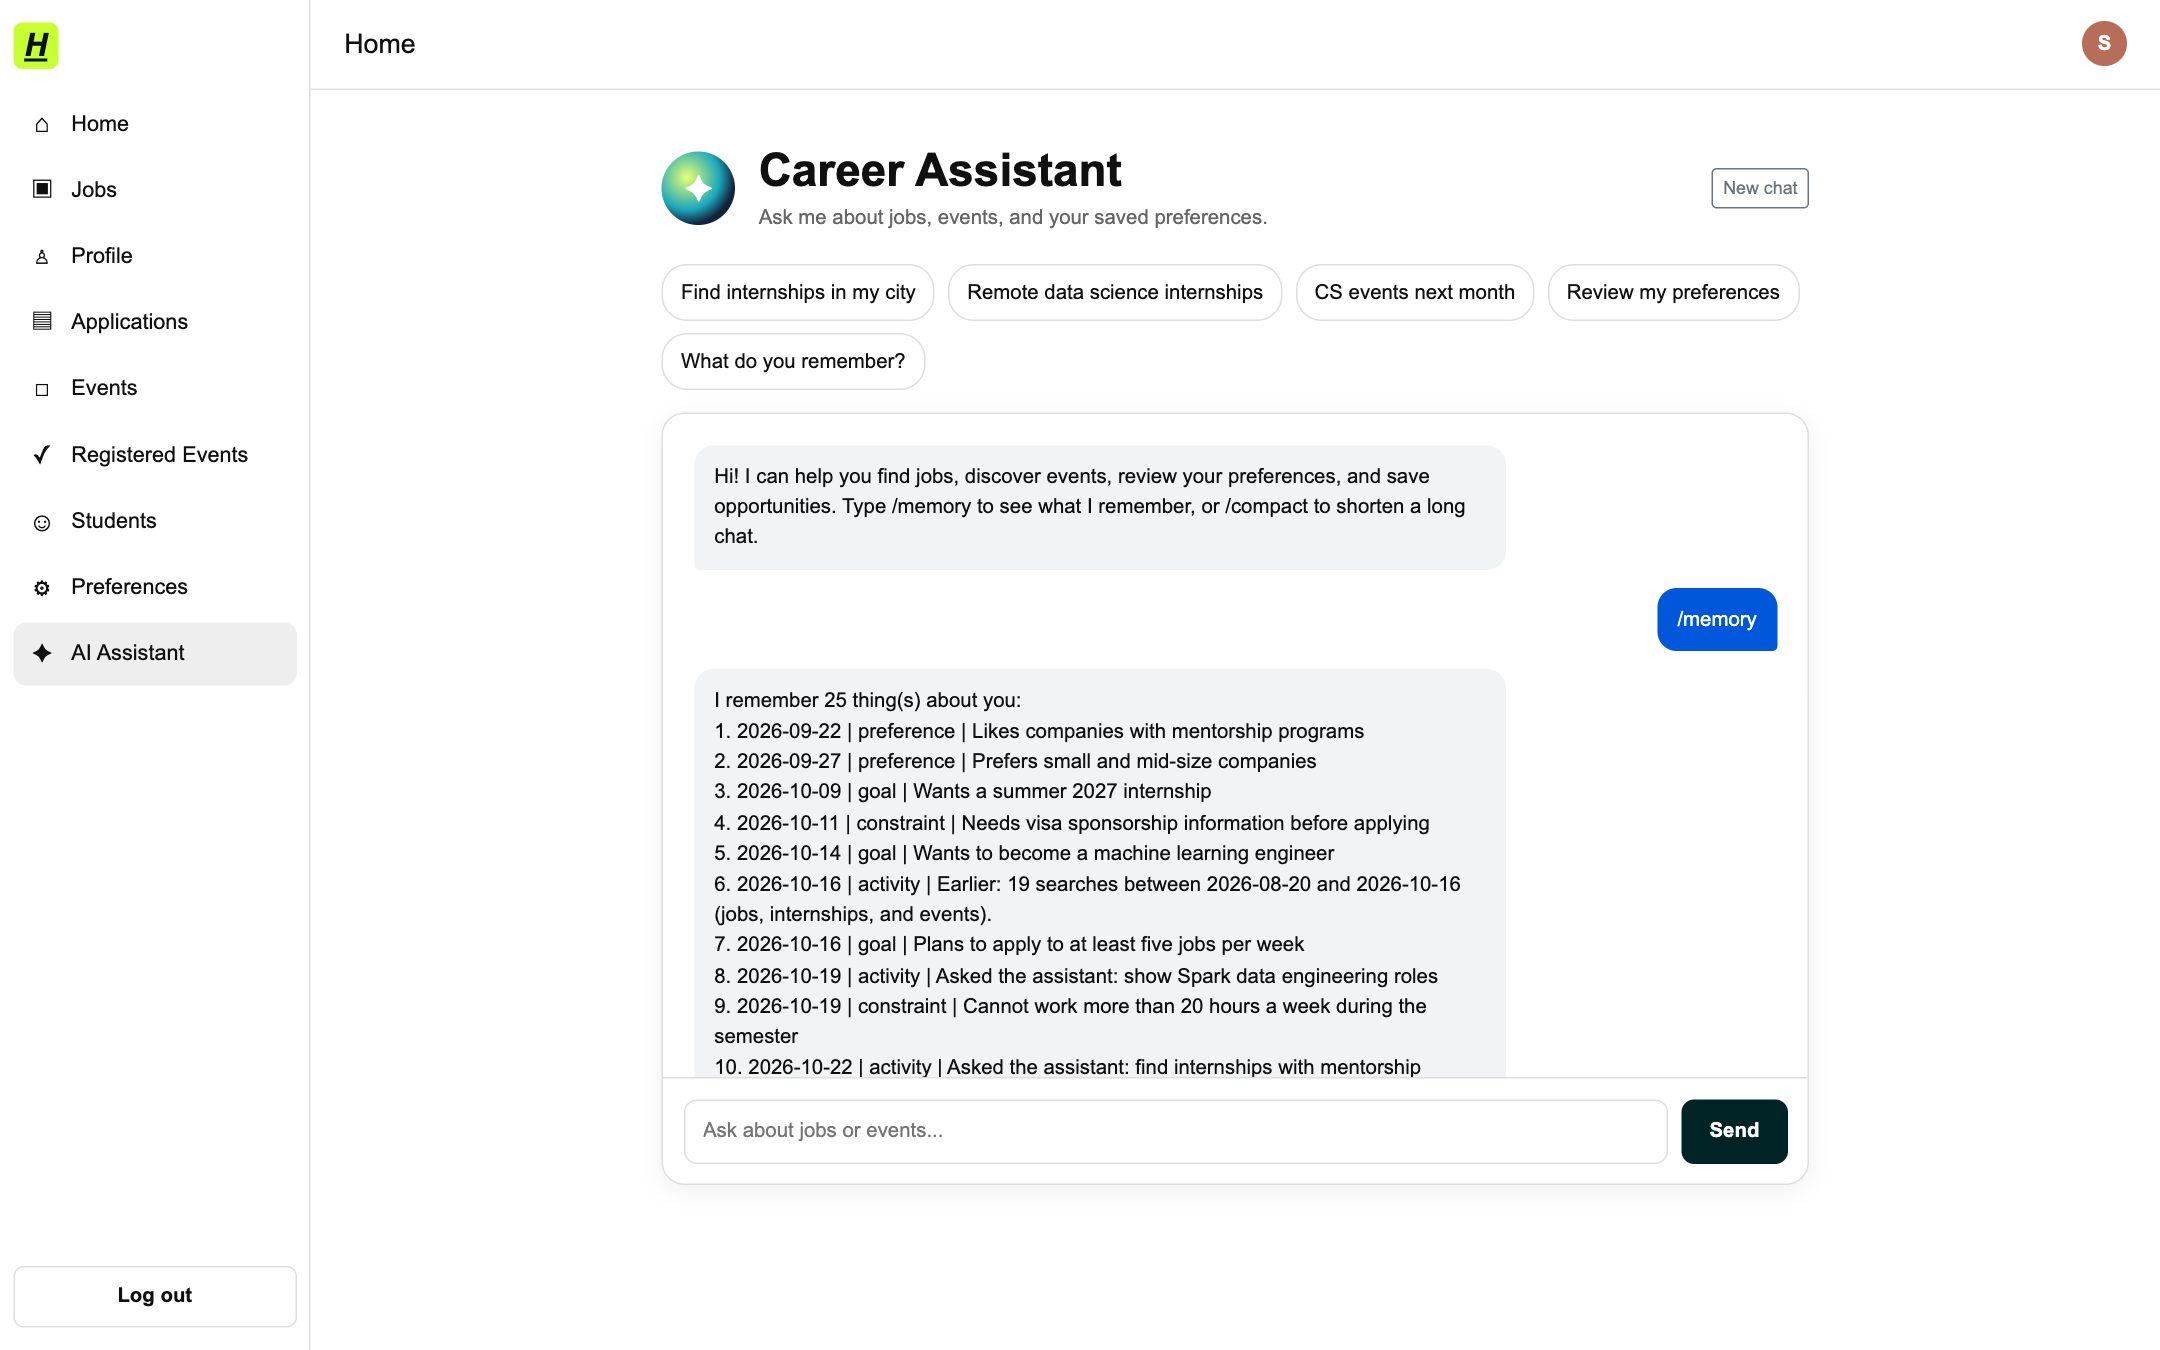 H
Home
S
Home
Jobs
Profile
Applications
Events
Registered Events
Students
Preferences
AI Assistant
Log out
Career Assistant
Ask me about jobs, events, and your saved preferences.
New chat
Find internships in my city
Remote data science internships
CS events next month
Review my preferences
What do you remember?
Hi! I can help you find jobs, discover events, review your preferences, and save
opportunities. Type /memory to see what I remember, or /compact to shorten a long
chat.
/memory
I remember 25 thing(s) about you:
1. 2026-09-22 | preference | Likes companies with mentorship programs
2. 2026-09-27 | preference | Prefers small and mid-size companies
3. 2026-10-09 | goal | Wants a summer 2027 internship
4. 2026-10-11 | constraint | Needs visa sponsorship information before applying
5. 2026-10-14 | goal | Wants to become a machine learning engineer
6. 2026-10-16 | activity | Earlier: 19 searches between 2026-08-20 and 2026-10-16
(jobs, internships, and events).
7. 2026-10-16 | goal | Plans to apply to at least five jobs per week
8. 2026-10-19 | activity | Asked the assistant: show Spark data engineering roles
9. 2026-10-19 | constraint | Cannot work more than 20 hours a week during the
semester
10. 2026-10-22 | activity | Asked the assistant: find internships with mentorship
Ask about jobs or events...
Send